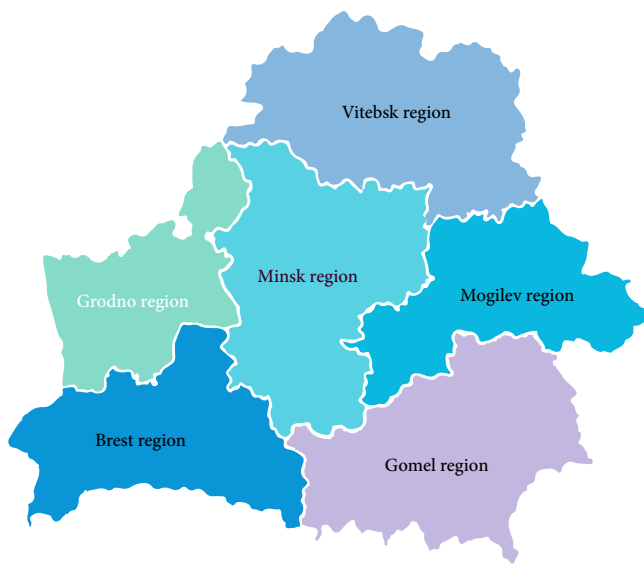 Vitebsk region
Minsk region
Mogilev region
Grodno region
Brest region
Gomel region